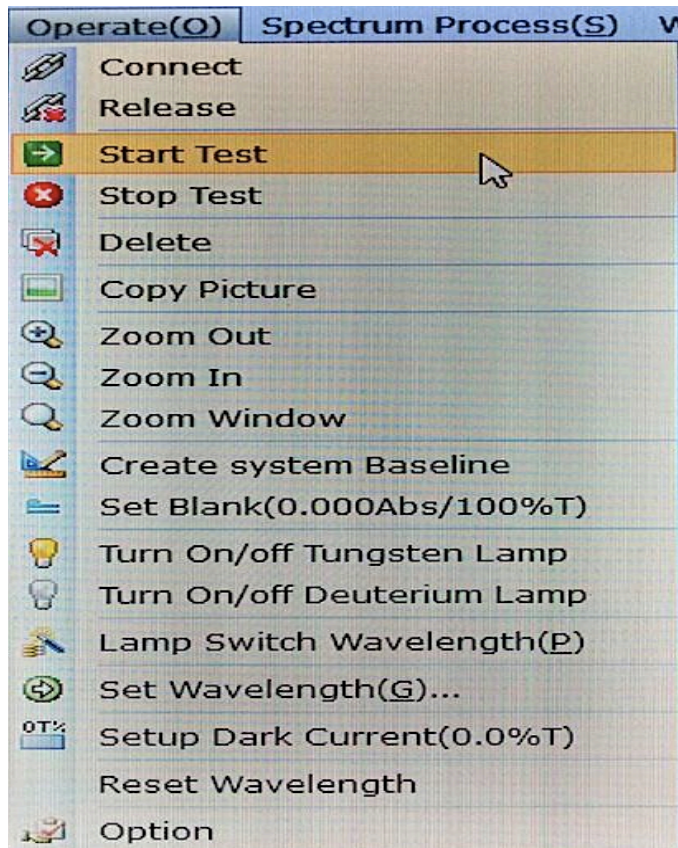 Operate(O) Spectrum Process(S)
Connect
Release
Start Test
Stop Test
Delete
Copy Picture
Zoom Out
Zoom In
Zoom Window
Create system Baseline
Set Blank(0.000Abs/100%T)
Turn On/off Tungsten Lamp
Turn On/off Deuterium Lamp
Lamp Switch Wavelength(P)
Set Wavelength(G)...
0T% Setup Dark Current(0.0%T)
Reset Wavelength
Option